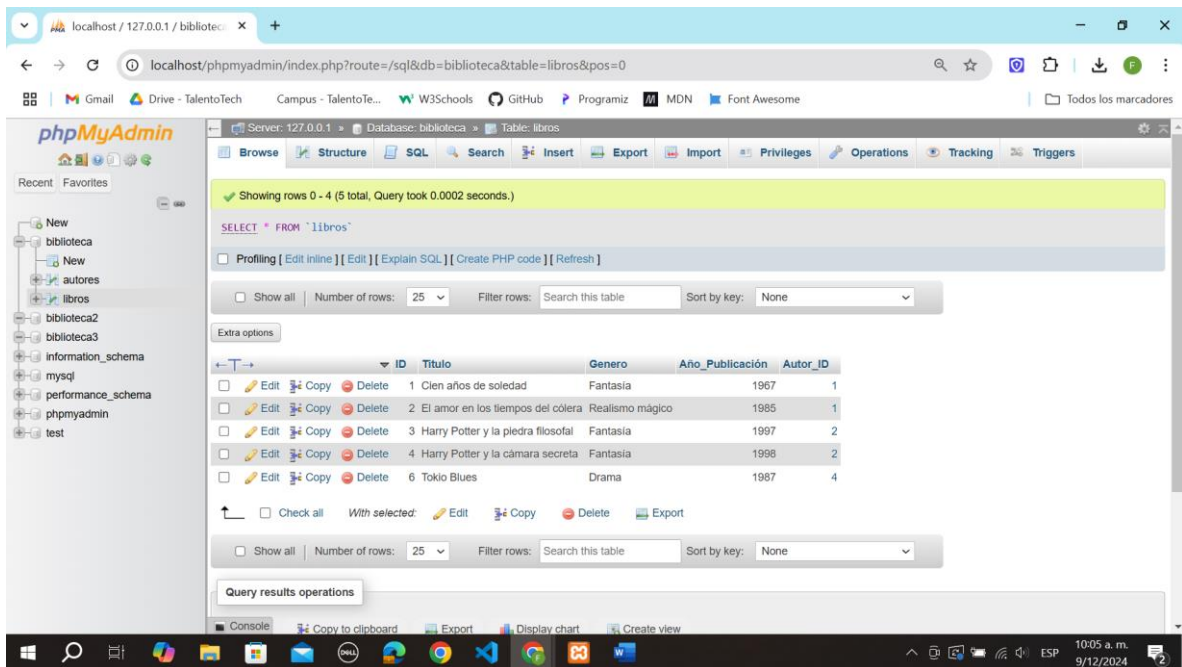 localhost / 127.0.0.1 / bibliotec
localhost/phpmyadmin/index.php?route=/sql&db=biblioteca&table=libros&pos=0
F
Gmail Drive - TalentoTech Campus - TalentoTe... W³ W3Schools GitHub Programiz MDN Font Awesome Todos los marcadores
phpMyAdmin
Recent Favorites
New
biblioteca
New
autores
libros
biblioteca2
biblioteca3
information_schema
mysql
performance_schema
phpmyadmin
test
Server: 127.0.0.1 » Database: biblioteca » Table: libros
Browse Structure SQL Search Insert Export Import Privileges Operations Tracking Triggers
Showing rows 0 - 4 (5 total, Query took 0.0002 seconds.)
SELECT * FROM `libros`
Profiling [ Edit inline ] [ Edit ] [ Explain SQL ] [ Create PHP code ] [ Refresh ]
Show all | Number of rows: 25 Filter rows: Search this table Sort by key: None
Extra options
←T→ ID Titulo Genero Año_Publicación Autor_ID
Edit Copy Delete 1 Cien años de soledad Fantasía 1967 1
Edit Copy Delete 2 El amor en los tiempos del cólera Realismo mágico 1985 1
Edit Copy Delete 3 Harry Potter y la piedra filosofal Fantasía 1997 2
Edit Copy Delete 4 Harry Potter y la cámara secreta Fantasía 1998 2
Edit Copy Delete 6 Tokio Blues Drama 1987 4
Check all With selected: Edit Copy Delete Export
Show all | Number of rows: 25 Filter rows: Search this table Sort by key: None
Query results operations
Console
Copy to clipboard Export Display chart Create view
DELL
ESP
10:05 a. m.
9/12/2024
2